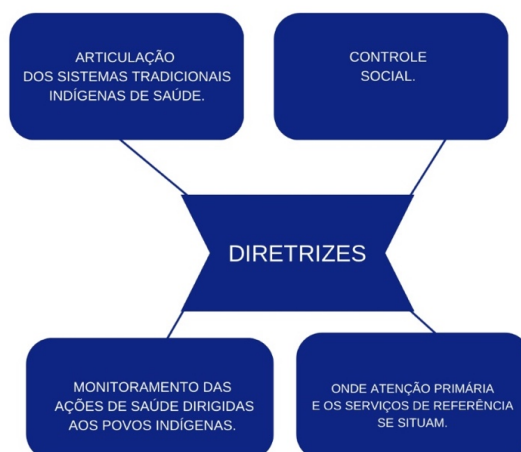 ARTICULAÇÃO
DOS SISTEMAS TRADICIONAIS
INDÍGENAS DE SAÚDE.
CONTROLE
SOCIAL.
DIRETRIZES
MONITORAMENTO DAS
AÇÕES DE SAÚDE DIRIGIDAS
AOS POVOS INDÍGENAS.
ONDE ATENÇÃO PRIMÁRIA
E OS SERVIÇOS DE REFERÊNCIA
SE SITUAM.